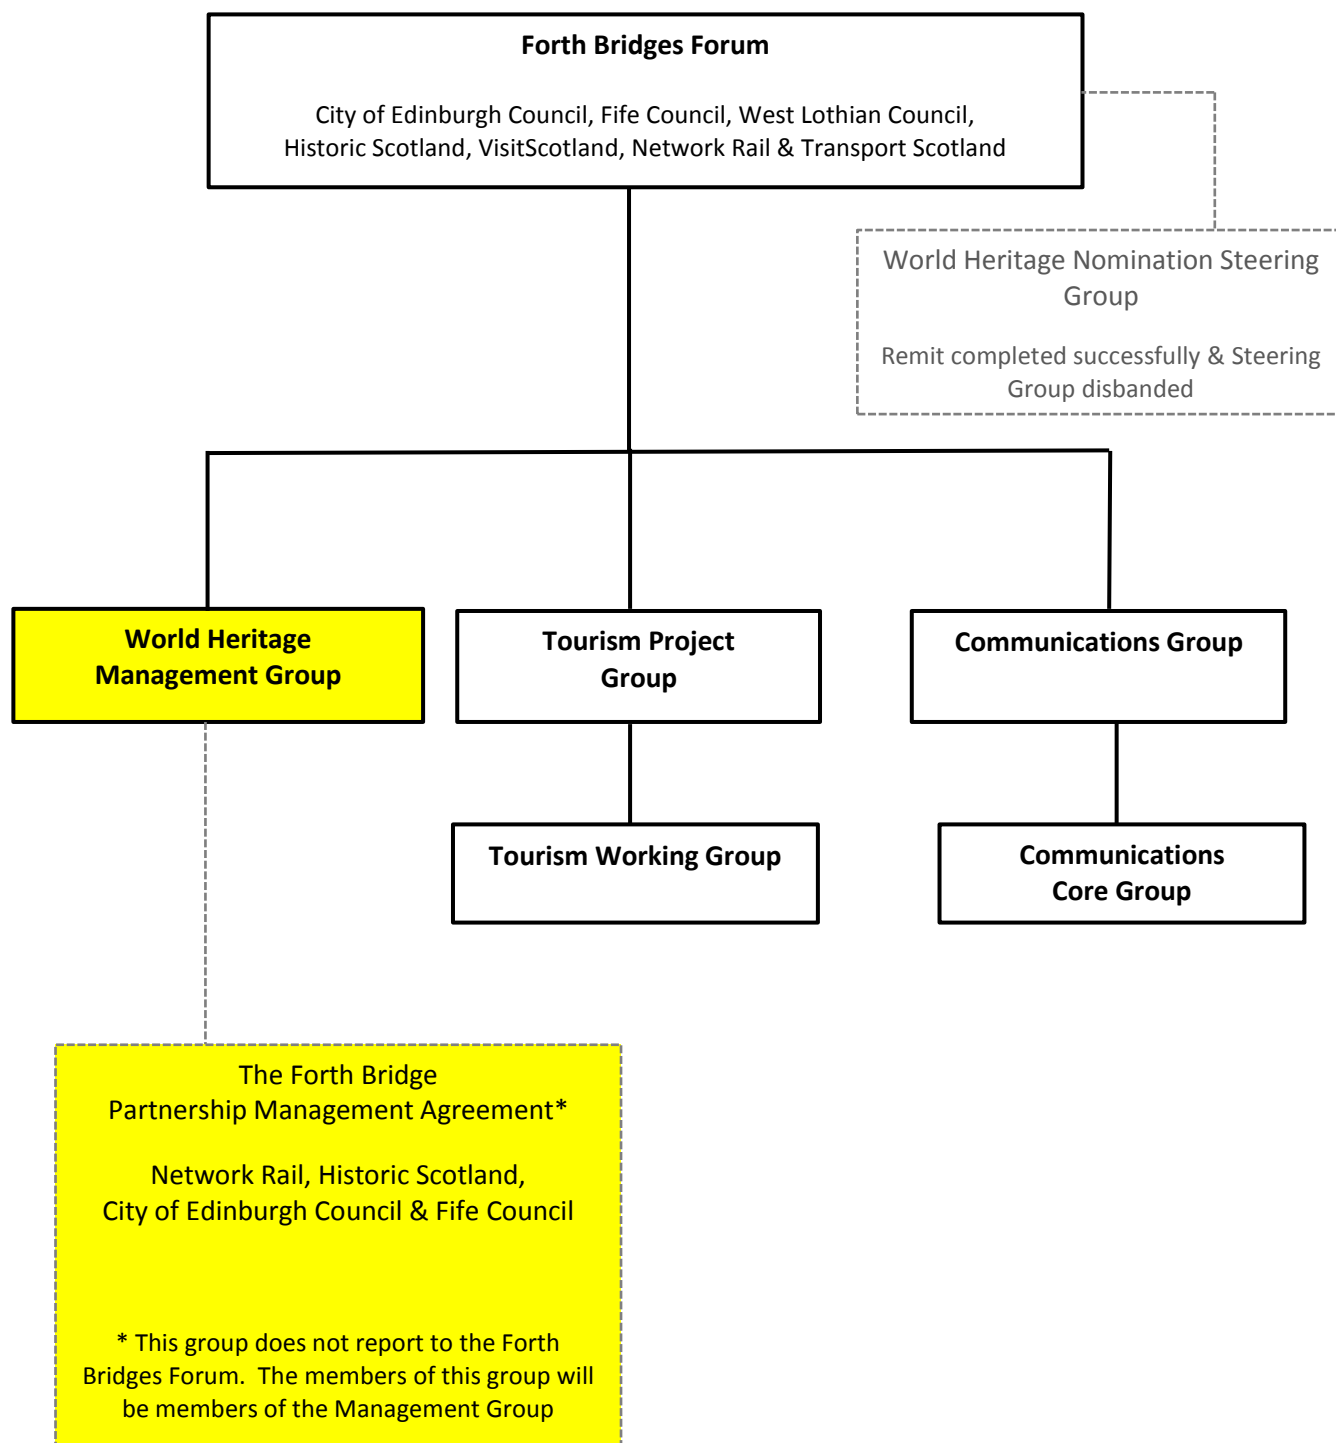 Forth Bridges Forum
City of Edinburgh Council, Fife Council, West Lothian Council,
Historic Scotland, VisitScotland, Network Rail & Transport Scotland
World Heritage Nomination Steering
Group
Remit completed successfully & Steering
Group disbanded
World Heritage
Management Group
Tourism Project
Group
Communications Group
Tourism Working Group
Communications
Core Group
The Forth Bridge
Partnership Management Agreement*
Network Rail, Historic Scotland,
City of Edinburgh Council & Fife Council
* This group does not report to the Forth
Bridges Forum.  The members of this group will
be members of the Management Group